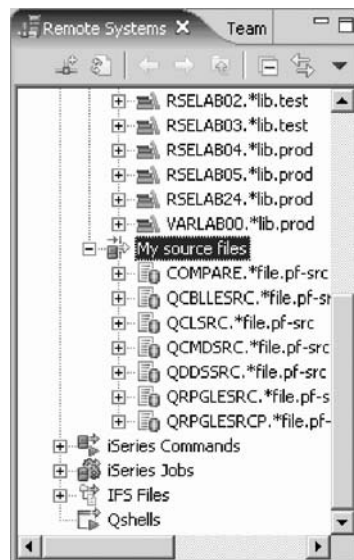 Remote Systems
Team
RSELAB02.*lib.test
RSELAB03.*lib.test
RSELAB04.*lib.prod
RSELAB05.*lib.prod
RSELAB24.*lib.prod
VARLAB00.*lib.prod
My source files
COMPARE.*file.pf-src
QCBLLESRC.*file.pf-sr
QCLSRC.*file.pf-src
QCMDSRC.*file.pf-src
QDDSSRC.*file.pf-src
QRPGLESRC.*file.pf-s
QRPGLESRCP.*file.pf-
iSeries Commands
iSeries Jobs
IFS Files
Qshells